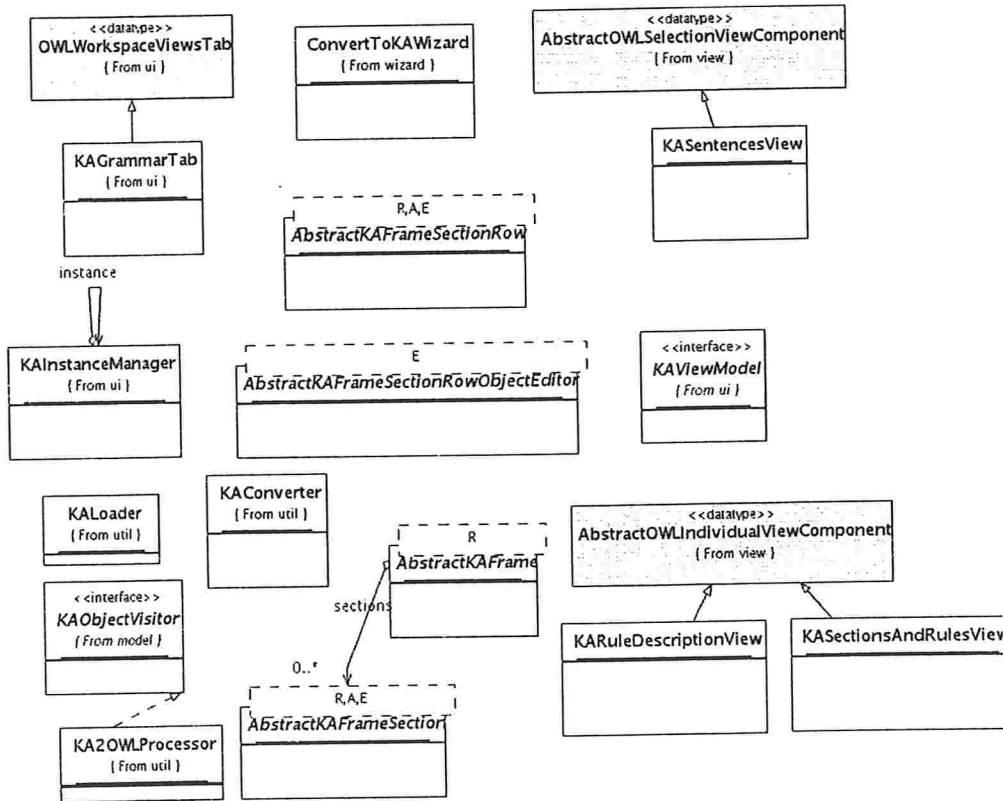 <<datatype>>
OWLWorkspaceViewsTab
{ From ui }
ConvertToKAWizard
{ From wizard }
<<datatype>>
AbstractOWLSelectionViewComponent
{ From view }
KAGrammarTab
{ From ui }
KASentencesView
R,A,E
AbstractKAFrameSectionRow
instance
KAInstanceManager
{ From ui }
E
AbstractKAFrameSectionRowObjectEditor
<<interface>>
KAViewModel
{ From ui }
KALoader
{ From util }
KAConverter
{ From util }
R
AbstractKAFrame
<<datatype>>
AbstractOWLIndividualViewComponent
{ From view }
<<interface>>
KAObjectVisitor
{ From model }
sections
0..*
KARuleDescriptionView
KASectionsAndRulesView
R,A,E
AbstractKAFrameSection
KA2OWLProcessor
{ From util }